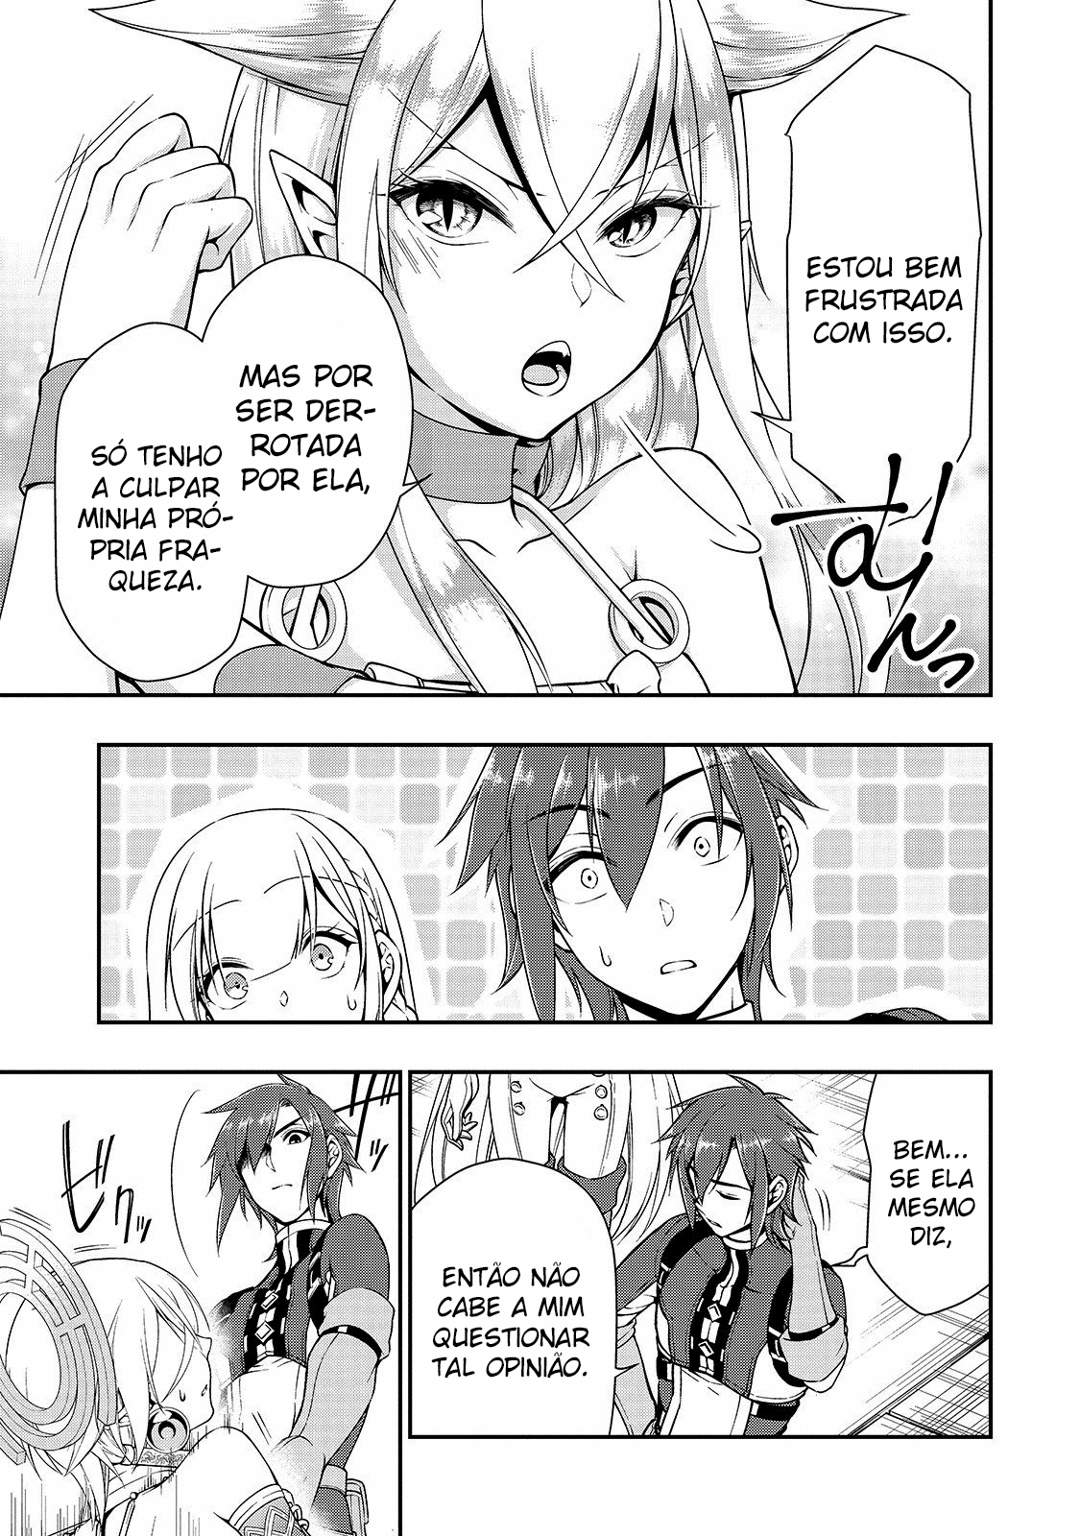 ESTOU BEM
FRUSTRADA
COM ISSO.
MAS POR
SER DER-
ROTADA
POR ELA,
SÓ TENHO
A CULPAR
MINHA PRÓ-
PRIA FRA-
QUEZA.
BEM...
SE ELA
MESMO
DIZ,
ENTÃO NÃO
CABE A MIM
QUESTIONAR
TAL OPINIÃO.